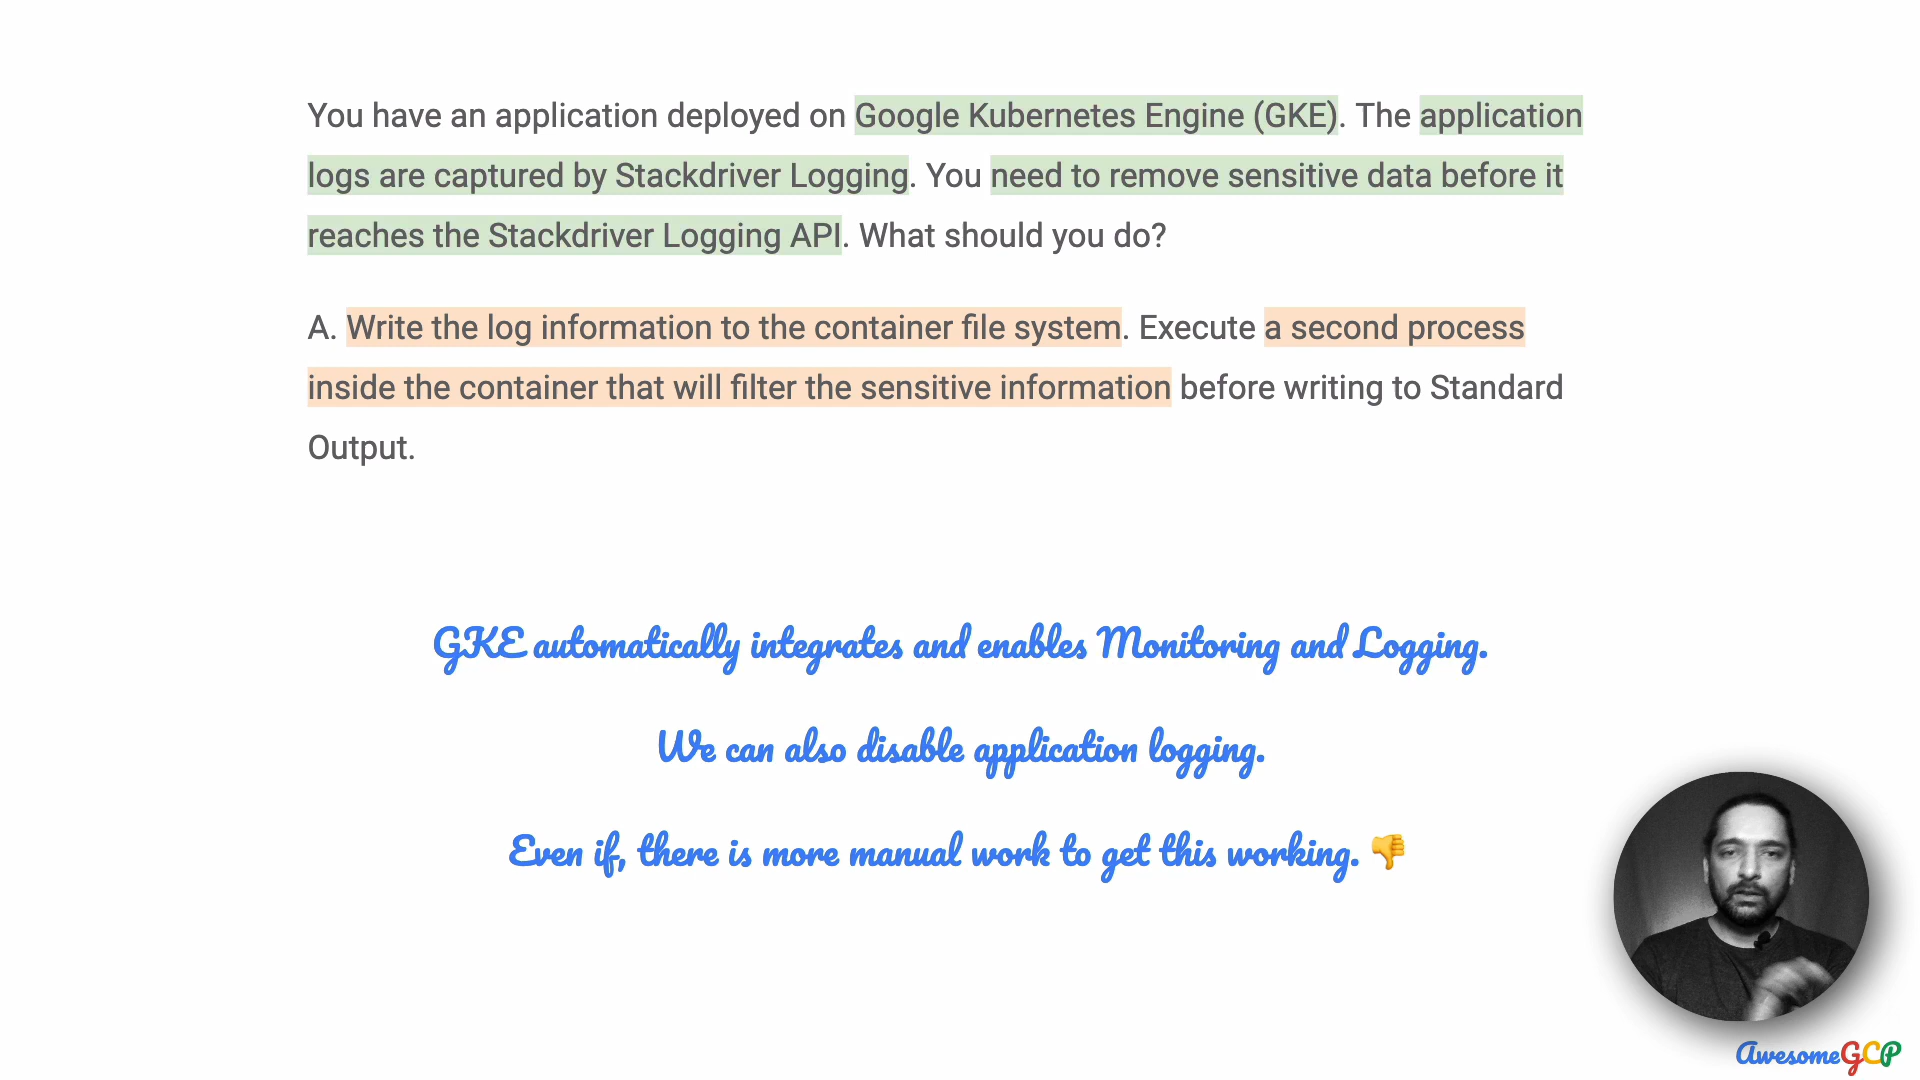 You have an application deployed on Google Kubernetes Engine (GKE). The application
logs are captured by Stackdriver Logging. You need to remove sensitive data before it
reaches the Stackdriver Logging API. What should you do?
A. Write the log information to the container file system. Execute a second process
inside the container that will filter the sensitive information before writing to Standard
Output.
GKE automatically integrates and enables Monitoring and Logging.
We can also disable application logging.
Even if, there is more manual work to get this working. 👎
AwesomeGCP